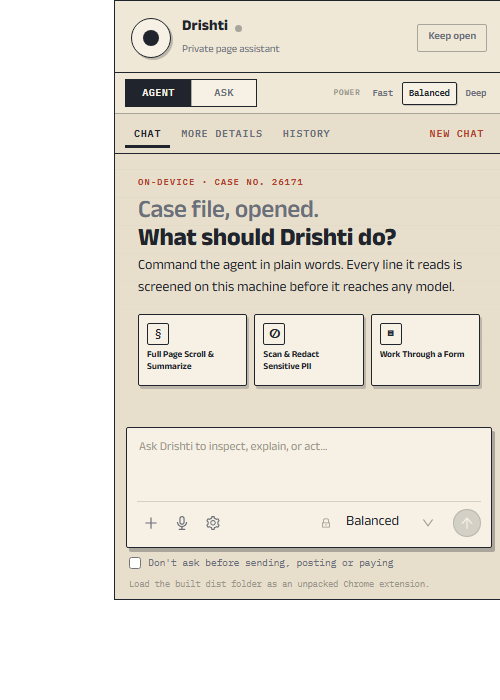 Drishti
Private page assistant
Keep open
AGENT
ASK
POWER
Fast
Balanced
Deep
CHAT
MORE DETAILS
HISTORY
NEW CHAT
ON-DEVICE · CASE NO. 26171
Case file, opened.
What should Drishti do?
Command the agent in plain words. Every line it reads is
screened on this machine before it reaches any model.
§
Full Page Scroll &
Summarize
Scan & Redact
Sensitive PII
Work Through a Form
Ask Drishti to inspect, explain, or act...
Balanced
Don't ask before sending, posting or paying
Load the built dist folder as an unpacked Chrome extension.